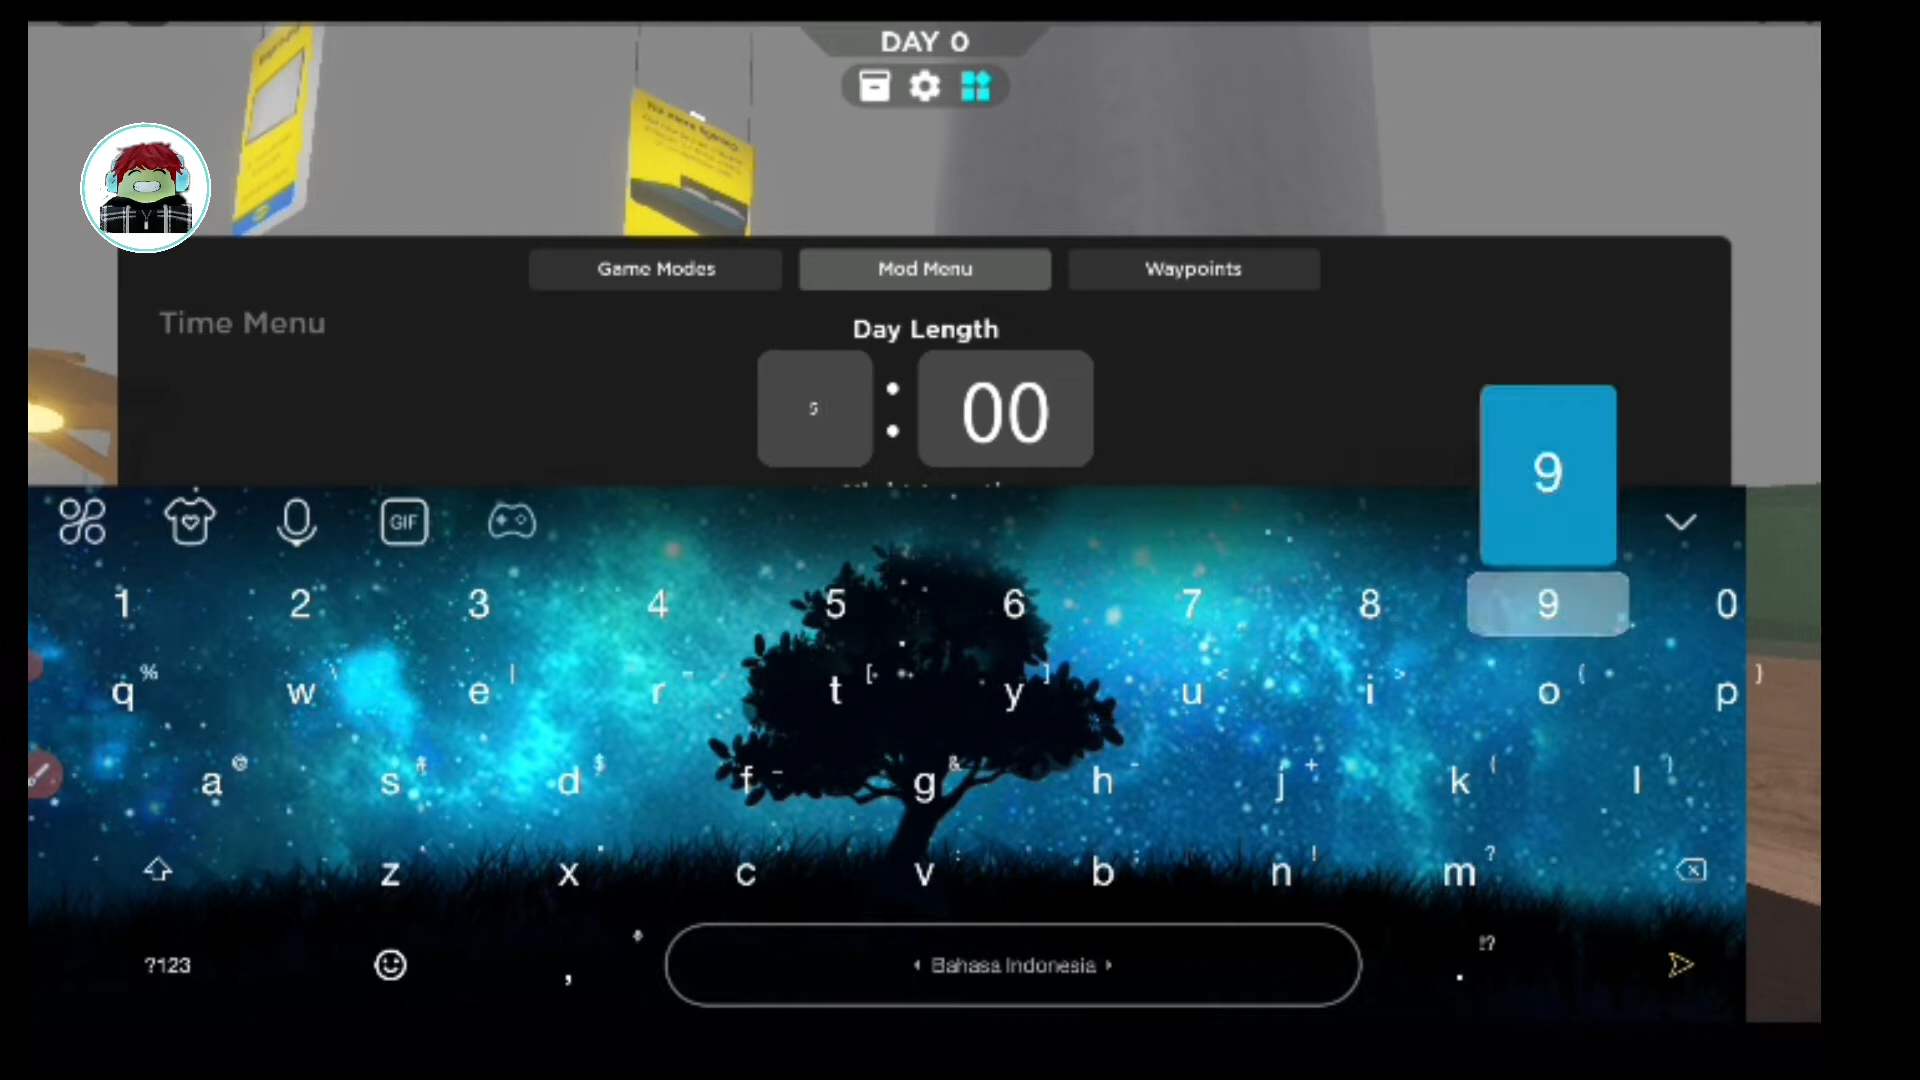 DAY 0
Game Modes Mod Menu Waypoints
Time Menu
Day Length
5 : 00
9
GIF
1 2 3 4 5 6 7 8 9 0
q % w \ e | r t [ y ] u < i > o { p }
a @ s # d $ f - g & h - j + k ( l )
z x c v b n ! m ?
?123 , Bahasa Indonesia . !?